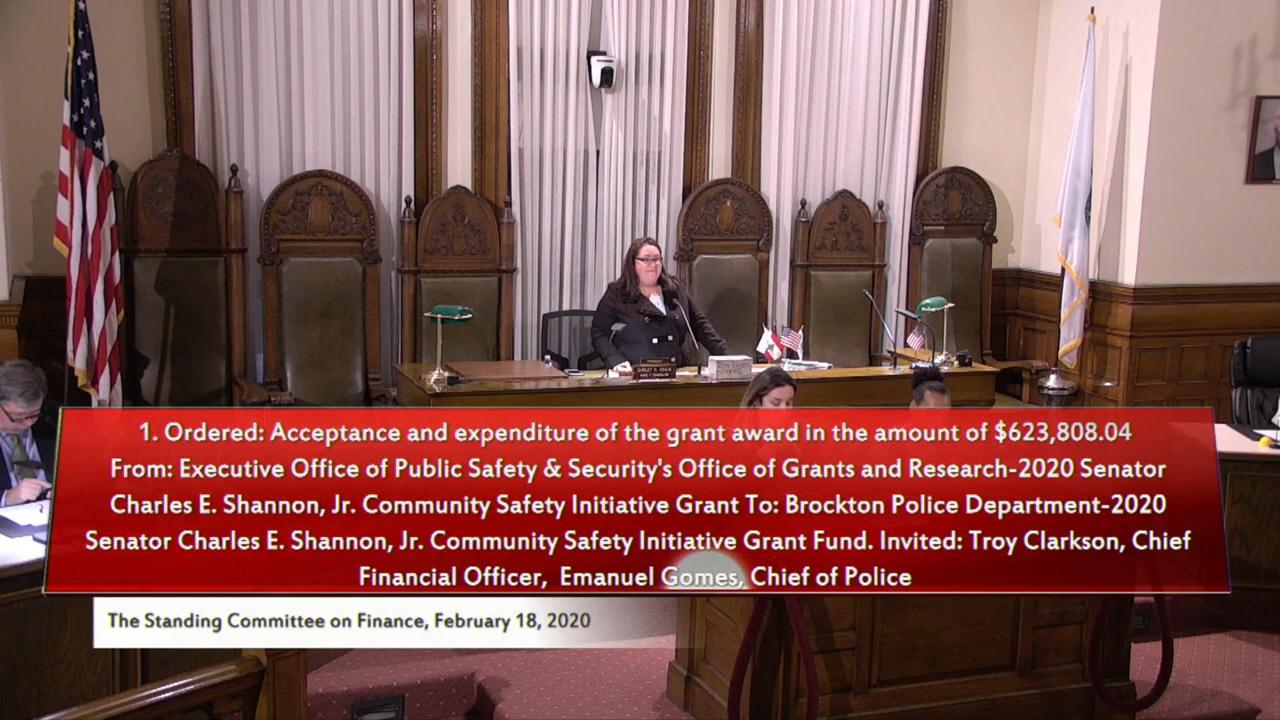 PRESIDENT
1. Ordered: Acceptance and expenditure of the grant award in the amount of $623,808.04
From: Executive Office of Public Safety & Security's Office of Grants and Research-2020 Senator
Charles E. Shannon, Jr. Community Safety Initiative Grant To: Brockton Police Department-2020
Senator Charles E. Shannon, Jr. Community Safety Initiative Grant Fund. Invited: Troy Clarkson, Chief
Financial Officer, Emanuel Gomes, Chief of Police
The Standing Committee on Finance, February 18, 2020